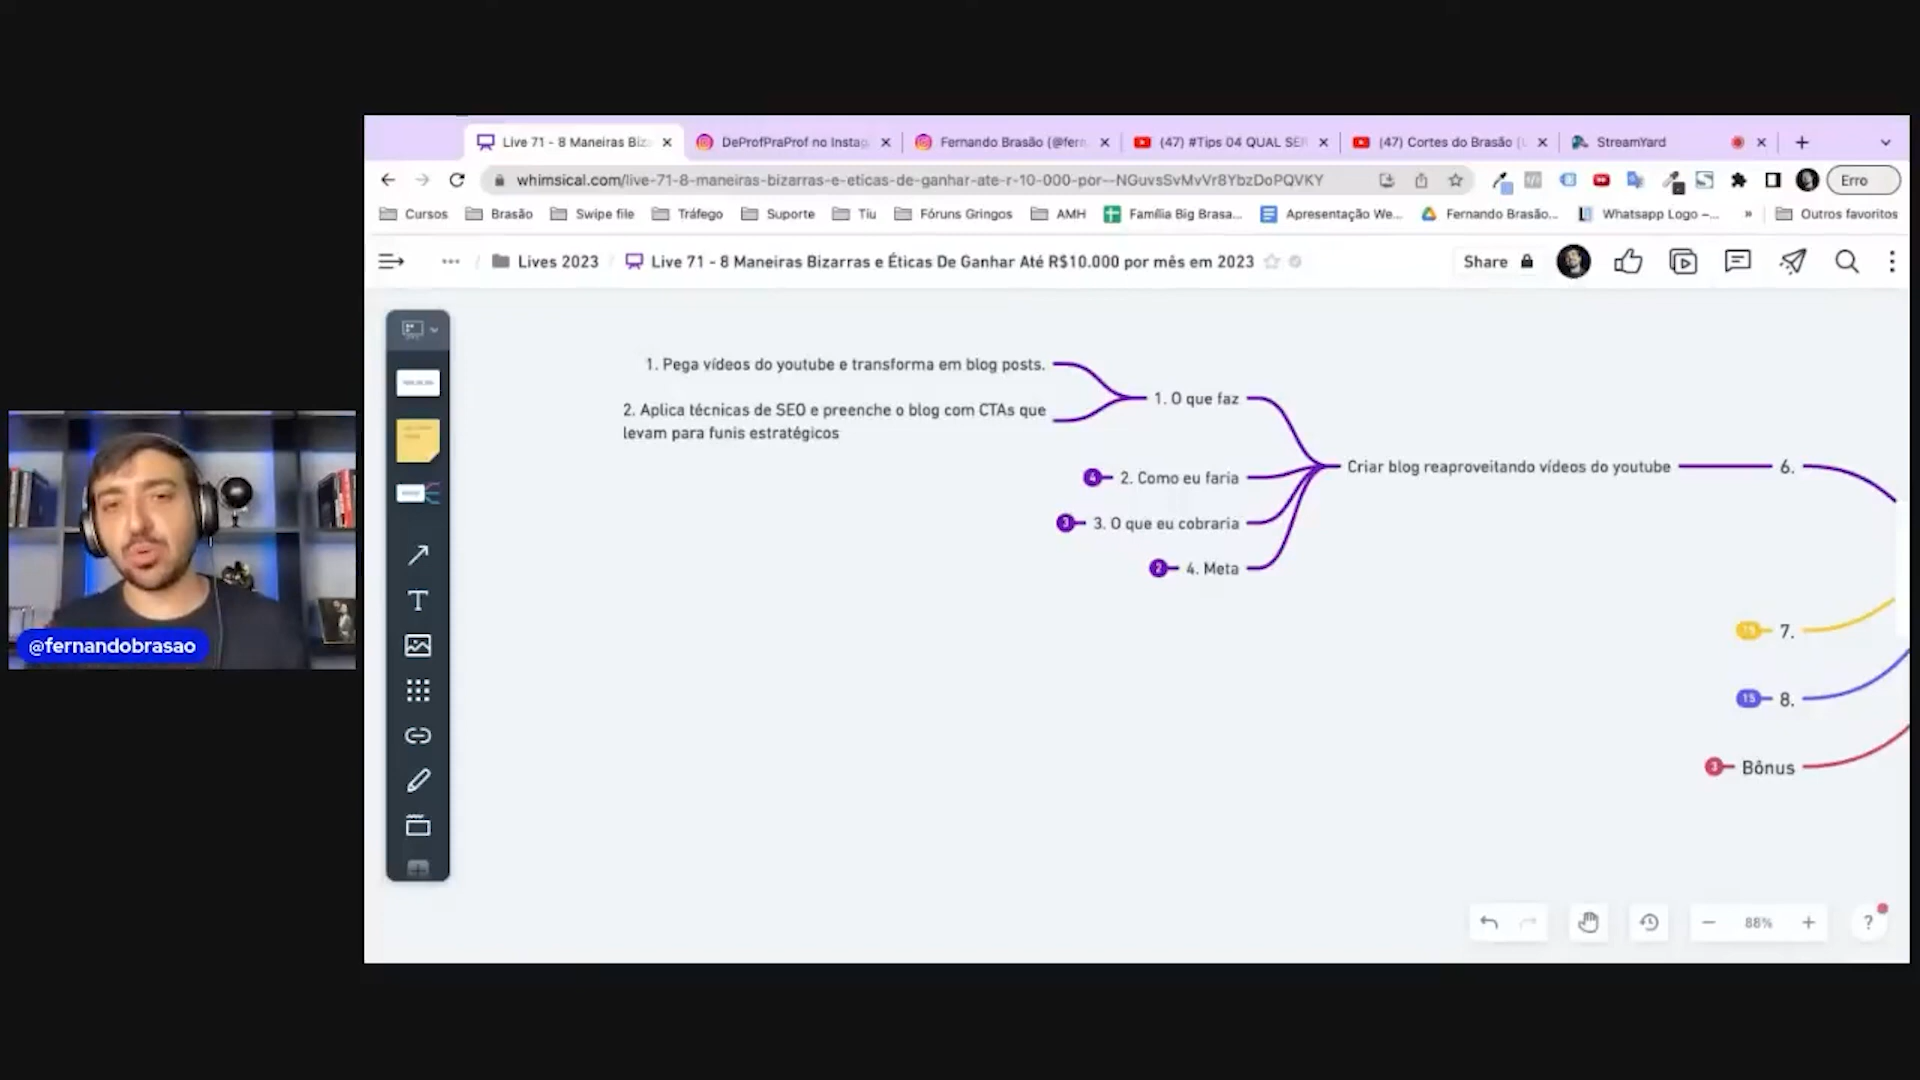 Live 71 - 8 Maneiras Biz
DeProfPraProf no Instag
Fernando Brasão (@fern
(47) #Tips 04 QUAL SER
(47) Cortes do Brasão (
StreamYard
whimsical.com/live-71-8-maneiras-bizarras-e-eticas-de-ganhar-ate-r-10-000-por--NGuvsSvMvVr8YbzDoPQVKY
Erro
Cursos
Brasão
Swipe file
Tráfego
Suporte
Tiu
Fóruns Gringos
AMH
Família Big Brasa...
Apresentação We...
Fernando Brasão...
Whatsapp Logo –...
»
Outros favoritos
... / Lives 2023 / Live 71 - 8 Maneiras Bizarras e Éticas De Ganhar Até R$10.000 por mês em 2023
Share
1. Pega vídeos do youtube e transforma em blog posts.
2. Aplica técnicas de SEO e preenche o blog com CTAs que
levam para funis estratégicos
1. O que faz
4
2. Como eu faria
3
3. O que eu cobraria
2
4. Meta
Criar blog reaproveitando vídeos do youtube
6.
7.
15
8.
3
Bônus
@fernandobrasao
T
88%
?